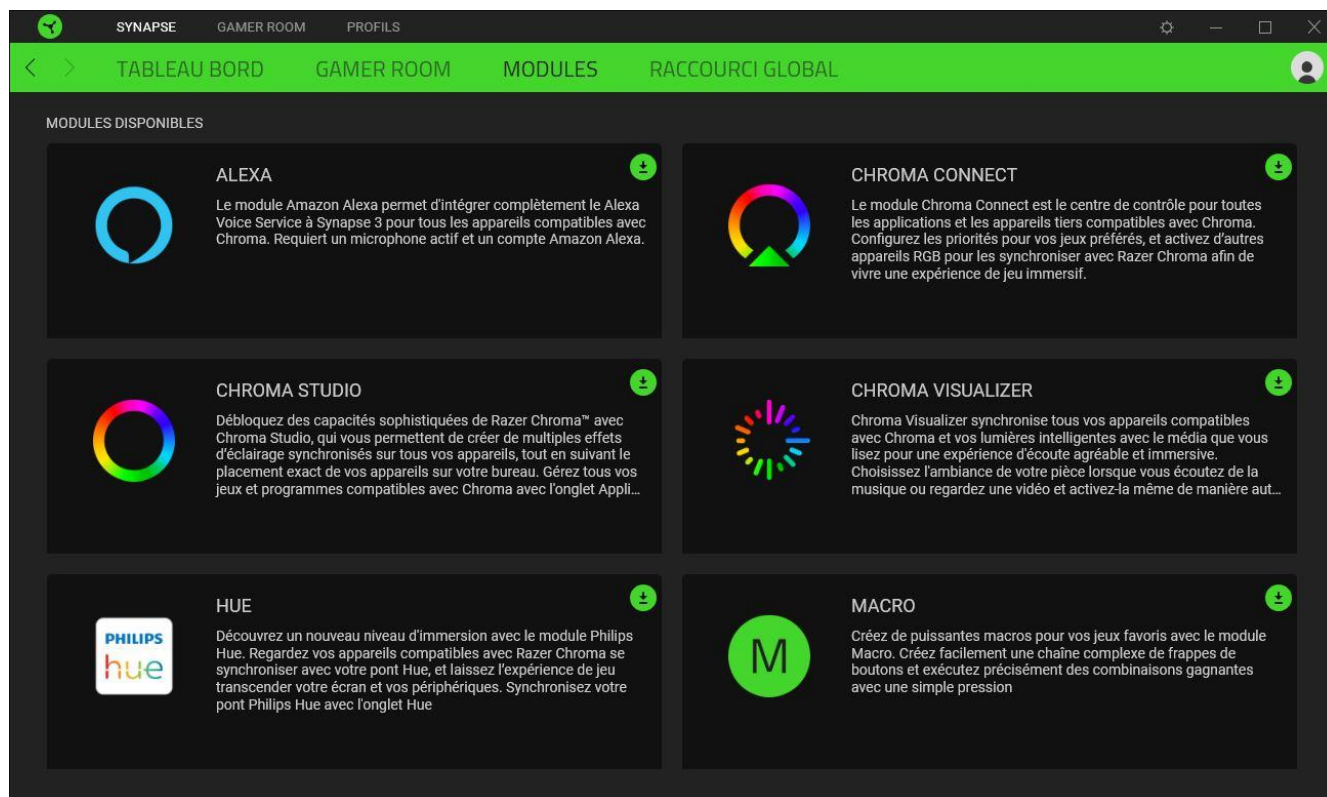 SYNAPSE GAMER ROOM PROFILS
TABLEAU BORD GAMER ROOM MODULES RACCOURCI GLOBAL
MODULES DISPONIBLES
ALEXA
Le module Amazon Alexa permet d'intégrer complètement le Alexa
Voice Service à Synapse 3 pour tous les appareils compatibles avec
Chroma. Requiert un microphone actif et un compte Amazon Alexa.
CHROMA CONNECT
Le module Chroma Connect est le centre de contrôle pour toutes
les applications et les appareils tiers compatibles avec Chroma.
Configurez les priorités pour vos jeux préférés, et activez d’autres
appareils RGB pour les synchroniser avec Razer Chroma afin de
vivre une expérience de jeu immersif.
CHROMA STUDIO
Débloquez des capacités sophistiquées de Razer Chroma™ avec
Chroma Studio, qui vous permettent de créer de multiples effets
d'éclairage synchronisés sur tous vos appareils, tout en suivant le
placement exact de vos appareils sur votre bureau. Gérez tous vos
jeux et programmes compatibles avec Chroma avec l'onglet Appli...
CHROMA VISUALIZER
Chroma Visualizer synchronise tous vos appareils compatibles
avec Chroma et vos lumières intelligentes avec le média que vous
lisez pour une expérience d'écoute agréable et immersive.
Choisissez l'ambiance de votre pièce lorsque vous écoutez de la
musique ou regardez une vidéo et activez-la même de manière aut...
PHILIPS
hue
HUE
Découvrez un nouveau niveau d'immersion avec le module Philips
Hue. Regardez vos appareils compatibles avec Razer Chroma se
synchroniser avec votre pont Hue, et laissez l’expérience de jeu
transcender votre écran et vos périphériques. Synchronisez votre
pont Philips Hue avec l'onglet Hue
M
MACRO
Créez de puissantes macros pour vos jeux favoris avec le module
Macro. Créez facilement une chaîne complexe de frappes de
boutons et exécutez précisément des combinaisons gagnantes
avec une simple pression